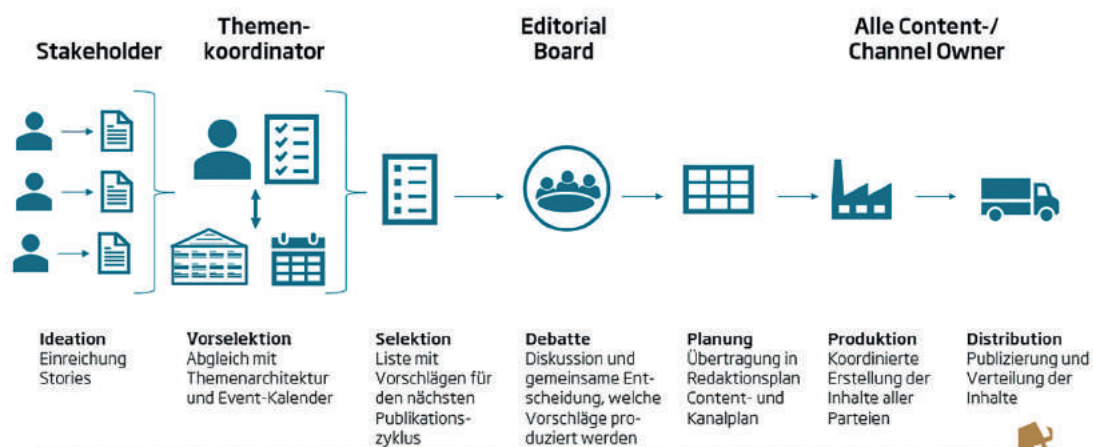 Stakeholder
Themen-
koordinator
Editorial
Board
Alle Content-/
Channel Owner
Ideation
Einreichung
Stories
Vorselektion
Abgleich mit
Themenarchitektur
und Event-Kalender
Selektion
Liste mit
Vorschlägen für
den nächsten
Publikations-
zyklus
Debatte
Diskussion und
gemeinsame Ent-
scheidung, welche
Vorschläge pro-
duziert werden
Planung
Übertragung in
Redaktionsplan
Content- und
Kanalplan
Produktion
Koordinierte
Erstellung der
Inhalte aller
Parteien
Distribution
Publizierung und
Verteilung der
Inhalte